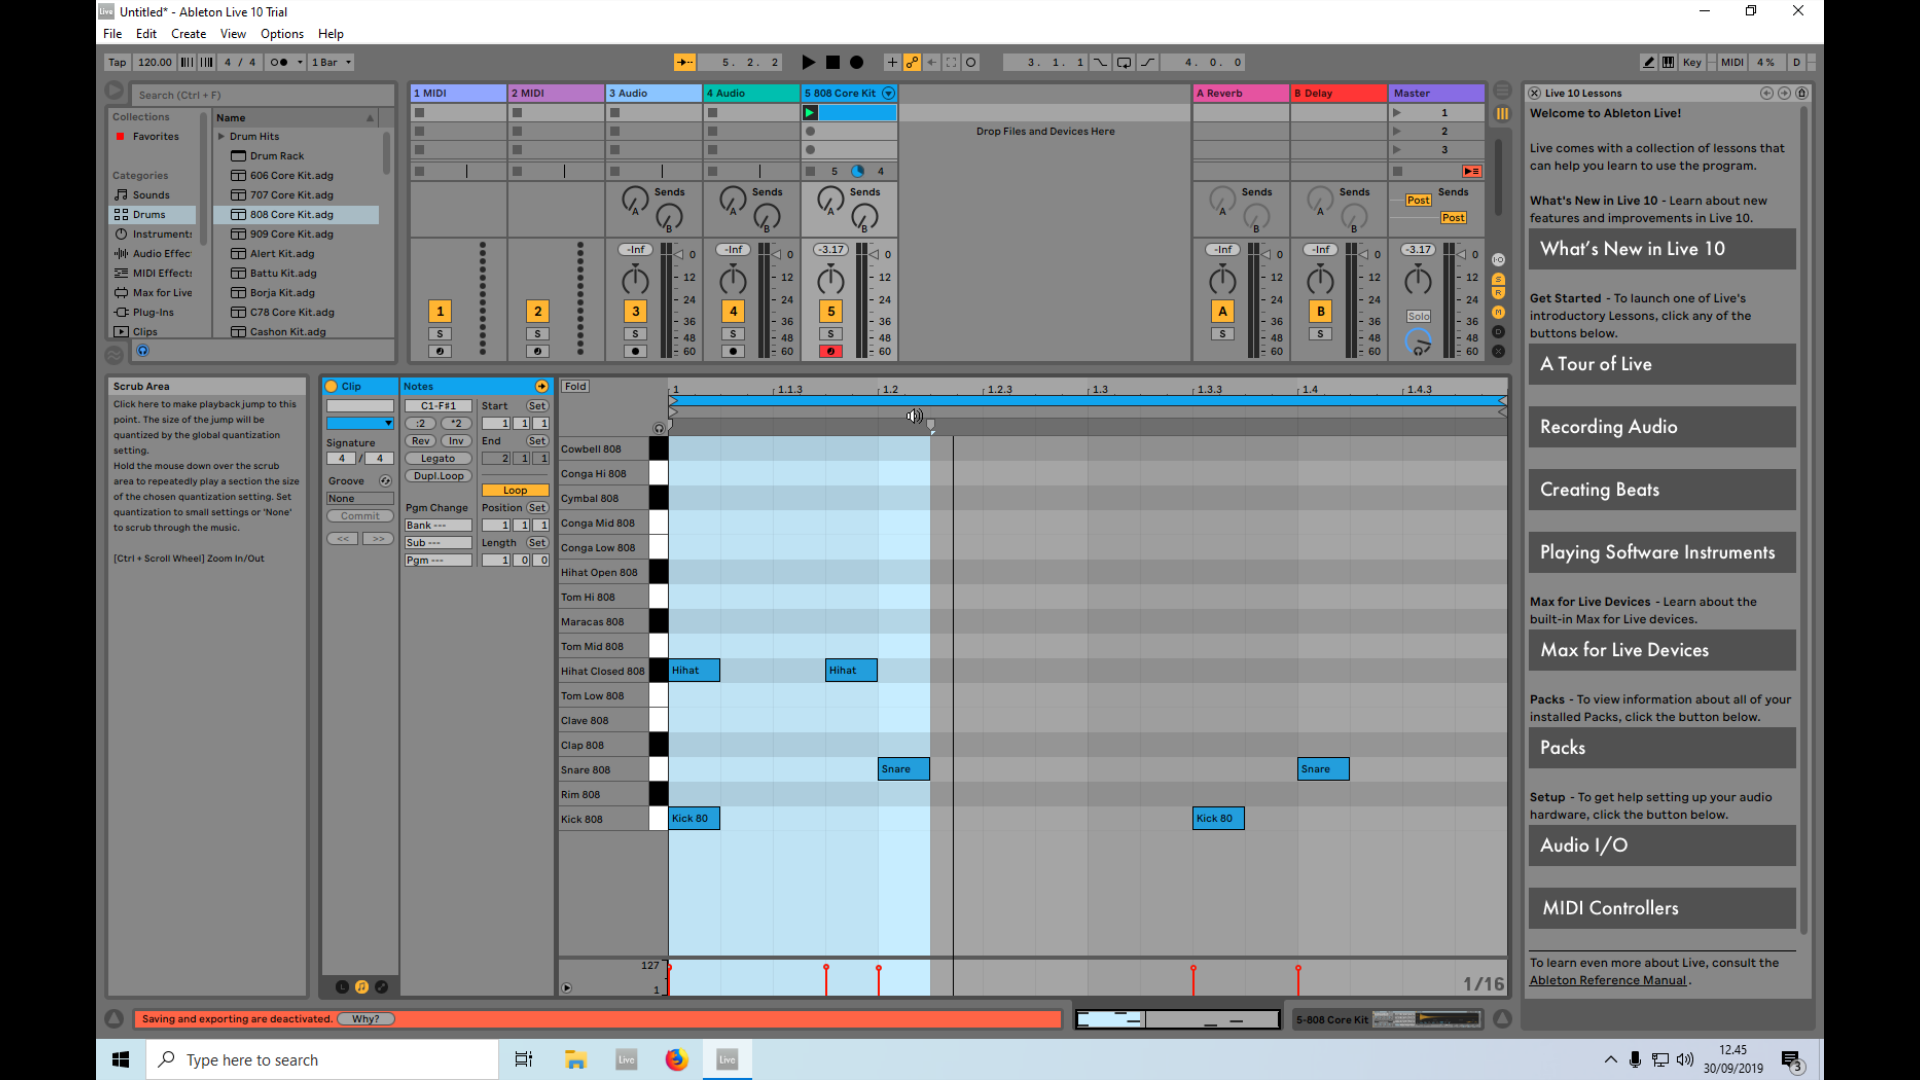 Untitled* - Ableton Live 10 Trial
File Edit Create View Options Help
Tap 120.00 4 / 4 1 Bar 5. 2. 2 3. 1. 1 4. 0. 0 Key MIDI 4 % D
Search (Ctrl + F)
Collections
Favorites
Categories
Sounds
Drums
Instruments
Audio Effec
MIDI Effects
Max for Live
Plug-Ins
Clips
Name
Drum Hits
Drum Rack
606 Core Kit.adg
707 Core Kit.adg
808 Core Kit.adg
909 Core Kit.adg
Alert Kit.adg
Battu Kit.adg
Borja Kit.adg
C78 Core Kit.adg
Cashon Kit.adg
1 MIDI 2 MIDI 3 Audio 4 Audio 5 808 Core Kit A Reverb B Delay Master
Drop Files and Devices Here
1
2
3
5 4
Sends Sends Sends Sends
A B A B A B A B A B Post Post
-Inf -Inf -3.17 -Inf -Inf -3.17
0 12 24 36 48 60
1 2 3 4 5 A B Solo
S S S S S S S
Live 10 Lessons
Welcome to Ableton Live!
Live comes with a collection of lessons that
can help you learn to use the program.
What's New in Live 10 - Learn about new
features and improvements in Live 10.
What's New in Live 10
Get Started - To launch one of Live's
introductory Lessons, click any of the
buttons below.
A Tour of Live
Recording Audio
Creating Beats
Playing Software Instruments
Max for Live Devices - Learn about the
built-in Max for Live devices.
Max for Live Devices
Packs - To view information about all of your
installed Packs, click the button below.
Packs
Setup - To get help setting up your audio
hardware, click the button below.
Audio I/O
MIDI Controllers
To learn even more about Live, consult the
Ableton Reference Manual .
Scrub Area
Click here to make playback jump to this
point. The size of the jump will be
quantized by the global quantization
setting.
Hold the mouse down over the scrub
area to repeatedly play a section the size
of the chosen quantization setting. Set
quantization to small settings or 'None'
to scrub through the music.
[Ctrl + Scroll Wheel] Zoom In/Out
Clip
Signature
4 / 4
Groove
None
Commit
<< >>
Notes
C1-F#1
:2 *2
Rev Inv
Legato
Dupl.Loop
Pgm Change
Bank ---
Sub ---
Pgm ---
Start Set
1 1 1
End Set
2 1 1
Loop
Position Set
1 1 1
Length Set
1 0 0
Fold
1 1.1.3 1.2 1.2.3 1.3 1.3.3 1.4 1.4.3
Cowbell 808
Conga Hi 808
Cymbal 808
Conga Mid 808
Conga Low 808
Hihat Open 808
Tom Hi 808
Maracas 808
Tom Mid 808
Hihat Closed 808 Hihat Hihat
Tom Low 808
Clave 808
Clap 808
Snare 808 Snare Snare
Rim 808
Kick 808 Kick 80 Kick 80
127
1
1/16
Saving and exporting are deactivated. Why?
5-808 Core Kit
Type here to search
Live
Live
12.45
30/09/2019
3